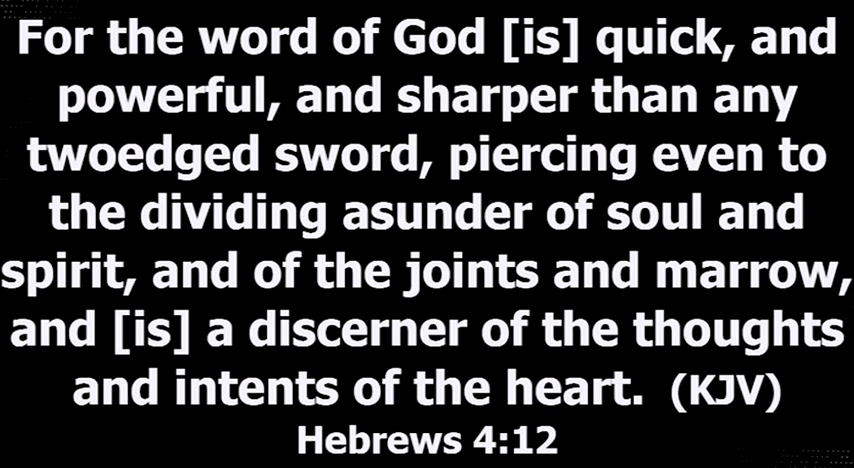 For the word of God [is] quick, and
powerful, and sharper than any
twoedged sword, piercing even to
the dividing asunder of soul and
spirit, and of the joints and marrow,
and [is] a discerner of the thoughts
and intents of the heart. (KJV)
Hebrews 4:12